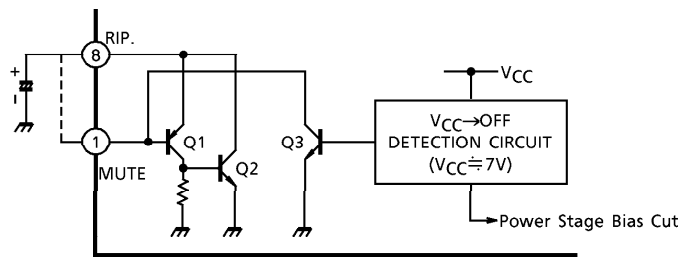 8 RIP.
+
-
1
MUTE
Q1
Q2
Q3
VCC
VCC→OFF
DETECTION CIRCUIT
(VCC≒7V)
Power Stage Bias Cut